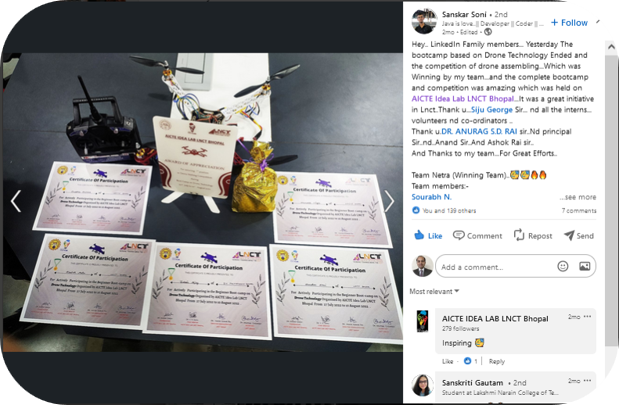 Sanskar Soni • 2nd
Java is love..|| Developer || Coder || ...
2mo • Edited •
+ Follow
Hey.. LinkedIn Family members... Yesterday The
bootcamp based on Drone Technology Ended and
the competition of drone assembling...Which was
Winning by my team...and the complete bootcamp
and competition was amazing which was held on
AICTE Idea Lab LNCT Bhopal...It was a great initiative
in Lnct..Thank u...Siju George Sir... nd all the interns...
volunteers nd co-ordinators ..
Thank u DR. ANURAG S.D. RAI sir..Nd principal
Sir..nd..Anand Sir..And Ashok Rai sir..
And Thanks to my team...For Great Efforts..
Team Netra (Winning Team)..
Team members:-
Sourabh N.
...see more
You and 139 others
7 comments
Like
Comment
Repost
Send
Add a comment...
Most relevant
AICTE IDEA LAB LNCT Bhopal
279 followers
2mo
Inspiring
Like
1
Reply
Sanskriti Gautam • 2nd
2mo
Student at Lakshmi Narain College of Te...
LNCT
AICTE IDEA LAB LNCT BHOPAL
AWARD OF APPRECIATION
LNCT
Certificate Of Participation
LNCT
Certificate Of Participation
LNCT
Certificate Of Participation
LNCT
Certificate Of Participation
LNCT
Certificate Of Participation